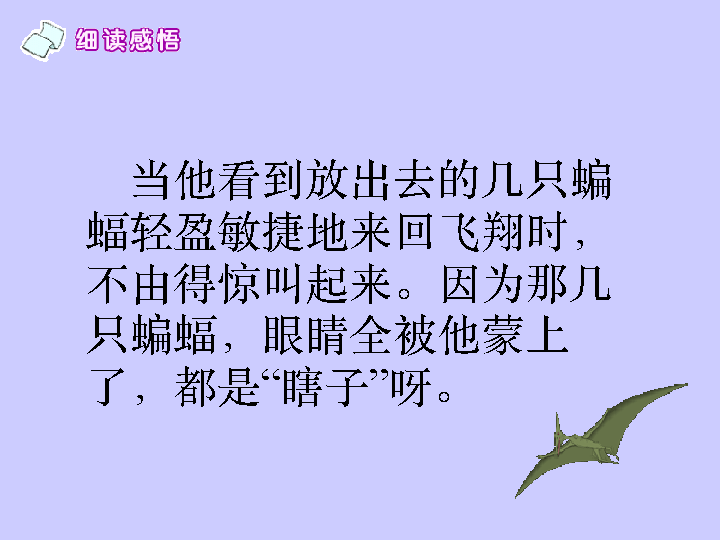 细读感悟
当他看到放出去的几只蝙
蝠轻盈敏捷地来回飞翔时，
不由得惊叫起来。因为那几
只蝙蝠，眼睛全被他蒙上
了，都是“瞎子”呀。